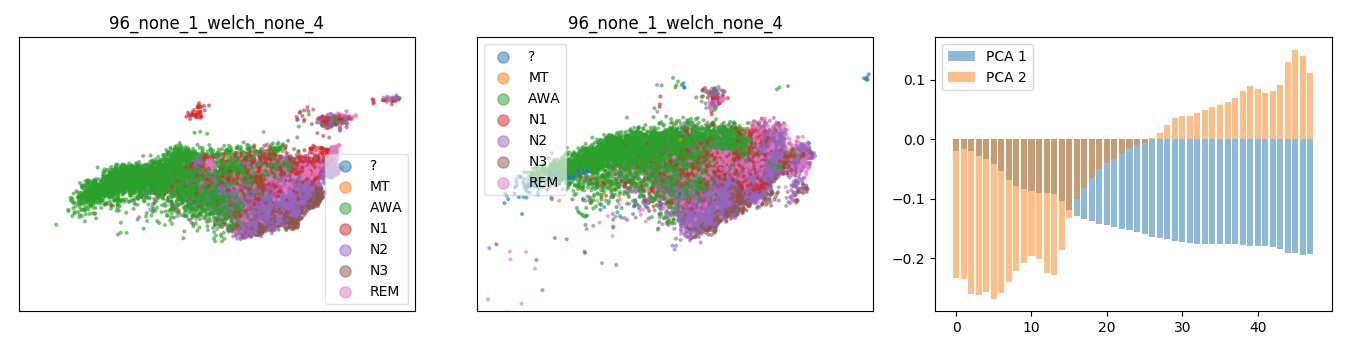 96_none_1_welch_none_4
?
MT
AWA
N1
N2
N3
REM
96_none_1_welch_none_4
?
MT
AWA
N1
N2
N3
REM
PCA 1
PCA 2
0.1
0.0
−0.1
−0.2
0
10
20
30
40